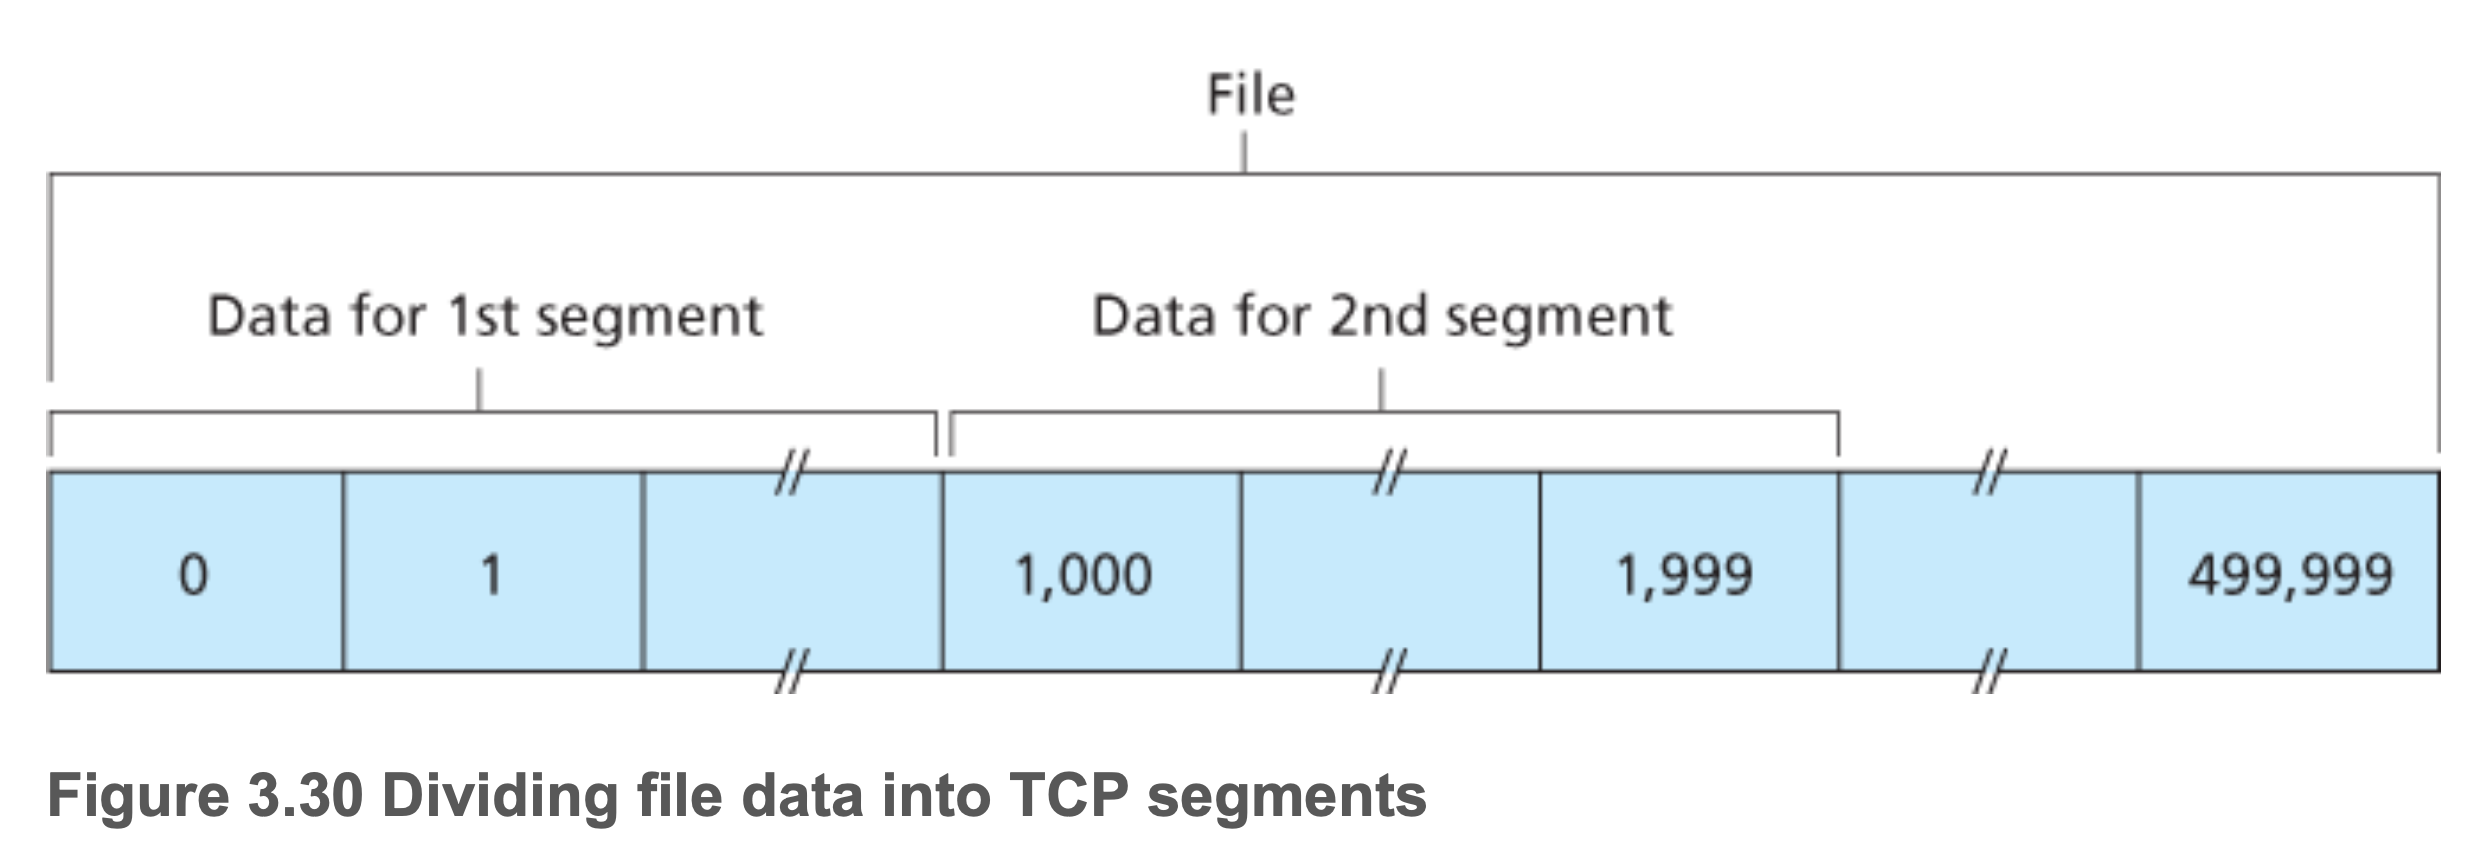 File
Data for 1st segment
Data for 2nd segment
0 1 1,000 1,999 499,999
Figure 3.30 Dividing file data into TCP segments